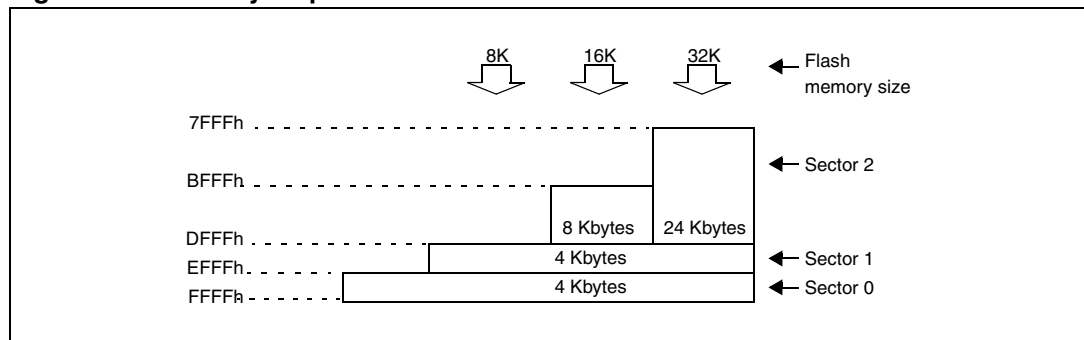 8K 16K 32K
Flash
memory size
7FFFh
Sector 2
BFFFh
8 Kbytes 24 Kbytes
DFFFh
4 Kbytes
Sector 1
EFFFh
4 Kbytes
Sector 0
FFFFh